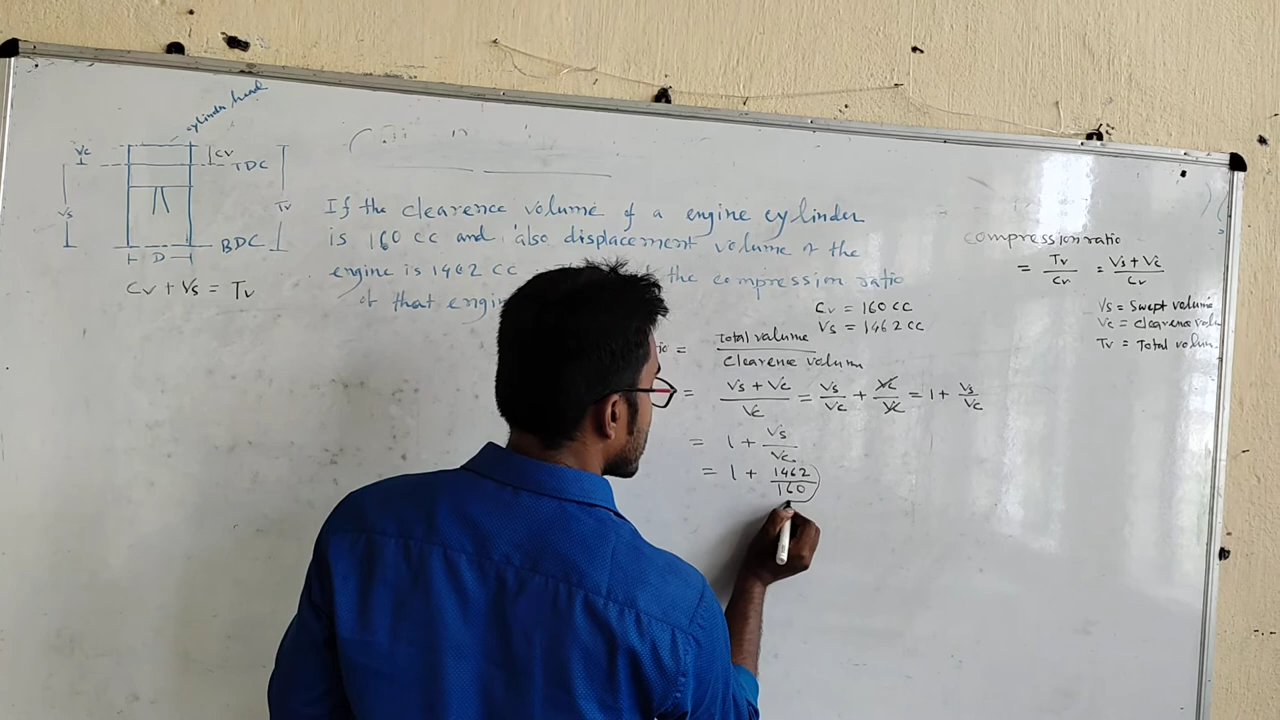 cylinder head
Vc
CV
TDC
Vs
Tv
BDC
D
Cv + Vs = Tv
If the clearence volume of a engine cylinder
is 160 cc and also displacement volume of the
engine is 1462 cc the compression ratio
of that
Cv = 160 CC
Vs = 1462 CC
= Total volume / Clearence volum
= Vs + Vc / Vc = Vs / Vc + Vc / Vc = 1 + Vs / Vc
= 1 + Vs / Vc
= 1 + 1462 / 160
compression ratio
= Tv / Cv = Vs + Vc / Cv
Vs = Swept volume
Vc = clearence
Tv = Total volum